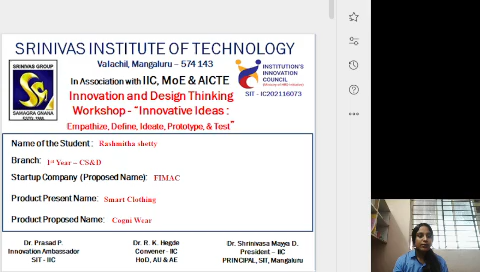 SRINIVAS INSTITUTE OF TECHNOLOGY
Valachil, Mangaluru – 574 143
SRINIVAS GROUP
SAMAGRA GNANA
In Association with IIC, MoE & AICTE
INSTITUTION'S
INNOVATION
COUNCIL
SIT - IC202116073
Innovation and Design Thinking
Workshop - "Innovative Ideas :
Empathize, Define, Ideate, Prototype, & Test"
Name of the Student : Rashmitha shetty
Branch: 1st Year – CS&D
Startup Company (Proposed Name): FIMAC
Product Present Name: Smart Clothing
Product Proposed Name: Cogni Wear
Dr. Prasad P.
Innovation Ambassador
SIT - IIC
Dr. R. K. Hegde
Convener - IIC
HoD, AU & AE
Dr. Shrinivasa Mayya D.
President – IIC
PRINCIPAL, SIT, Mangaluru